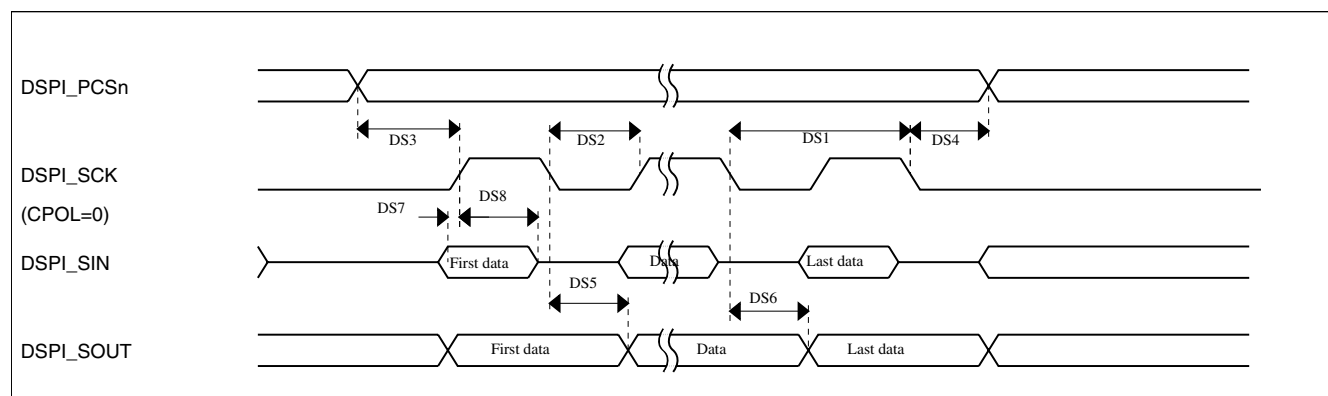 DSPI_PCSn
DS3
DS2
DS1
DS4
DSPI_SCK
(CPOL=0)
DS7
DS8
DSPI_SIN
First data
Data
Last data
DS5
DS6
DSPI_SOUT
First data
Data
Last data